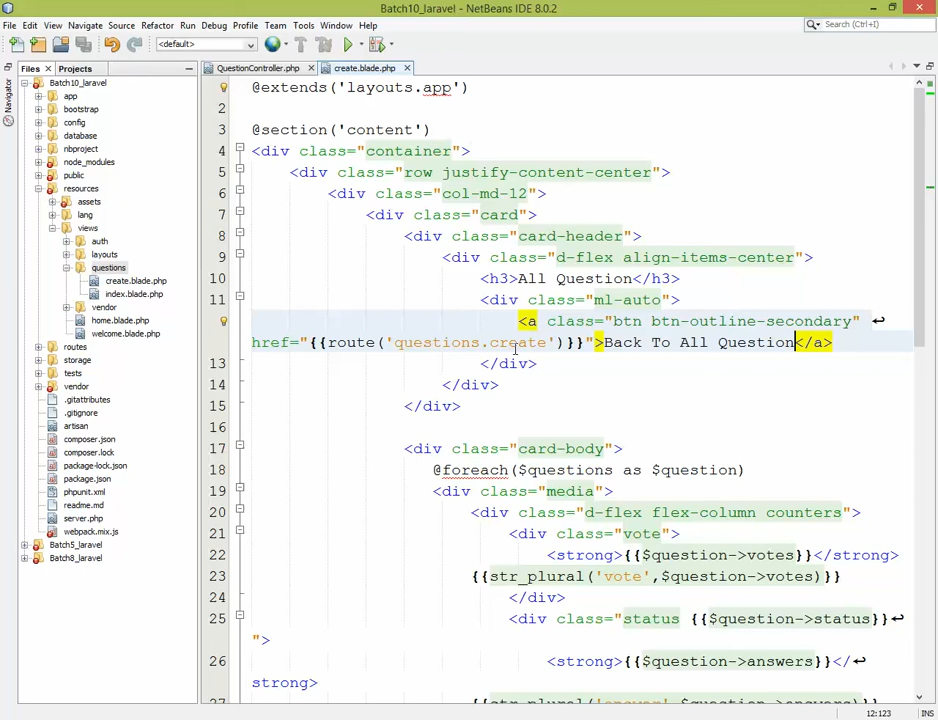 Batch10_laravel - NetBeans IDE 8.0.2
File Edit View Navigate Source Refactor Run Debug Profile Team Tools Window Help
Search (Ctrl+I)
<default>
Files Projects
QuestionController.php create.blade.php
Navigator
Batch10_laravel
app
bootstrap
config
database
nbproject
node_modules
public
resources
assets
lang
views
auth
layouts
questions
create.blade.php
index.blade.php
vendor
home.blade.php
welcome.blade.php
routes
storage
tests
vendor
.gitattributes
.gitignore
artisan
composer.json
composer.lock
package-lock.json
package.json
phpunit.xml
readme.md
server.php
webpack.mix.js
Batch5_laravel
Batch8_laravel
@extends('layouts.app')
2
3 @section('content')
4 <div class="container">
5 <div class="row justify-content-center">
6 <div class="col-md-12">
7 <div class="card">
8 <div class="card-header">
9 <div class="d-flex align-items-center">
10 <h3>All Question</h3>
11 <div class="ml-auto">
<a class="btn btn-outline-secondary"
href="{{route('questions.create')}}">Back To All Question</a>
13 </div>
14 </div>
15 </div>
16
17 <div class="card-body">
18 @foreach($questions as $question)
19 <div class="media">
20 <div class="d-flex flex-column counters">
21 <div class="vote">
22 <strong>{{$question->votes}}</strong>
23 {{str_plural('vote',$question->votes)}}
24 </div>
25 <div class="status {{$question->status}}
">
26 <strong>{{$question->answers}}</
strong>
27 {{str_plural('answer',$question->answers)}}
12:123 INS